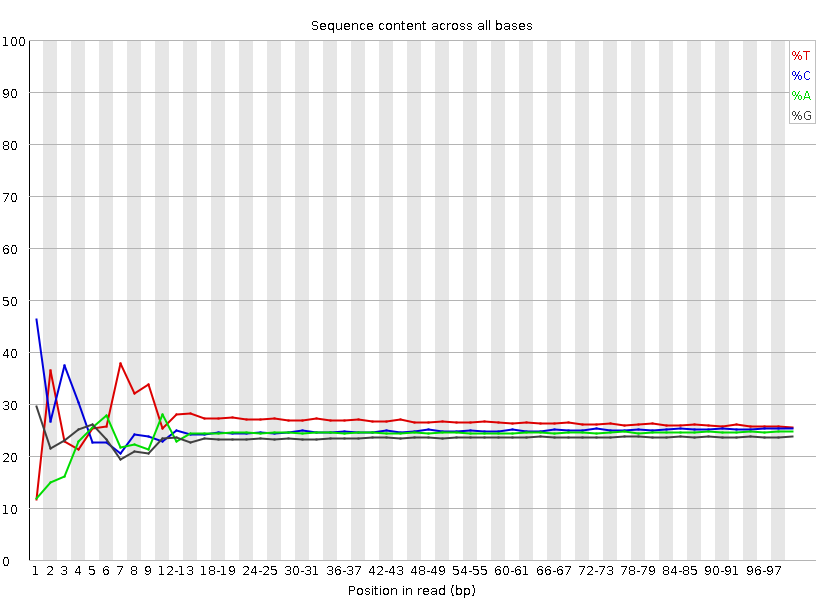 Sequence content across all bases
100
90
80
70
60
50
40
30
20
10
0
%T
%C
%A
%G
1 2 3 4 5 6 7 8 9 12-13 18-19 24-25 30-31 36-37 42-43 48-49 54-55 60-61 66-67 72-73 78-79 84-85 90-91 96-97
Position in read (bp)